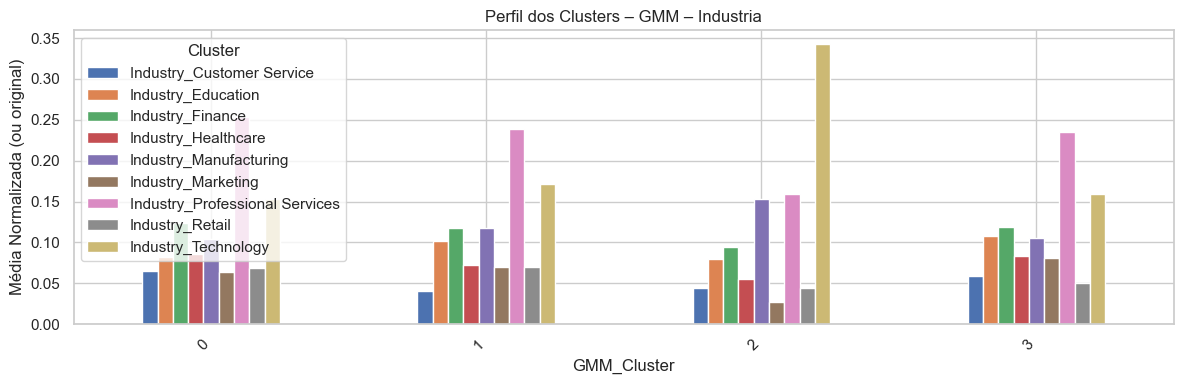 Perfil dos Clusters – GMM – Industria
Média Normalizada (ou original)
0.35
0.30
0.25
0.20
0.15
0.10
0.05
0.00
Cluster
Industry_Customer Service
Industry_Education
Industry_Finance
Industry_Healthcare
Industry_Manufacturing
Industry_Marketing
Industry_Professional Services
Industry_Retail
Industry_Technology
0
1
2
3
GMM_Cluster